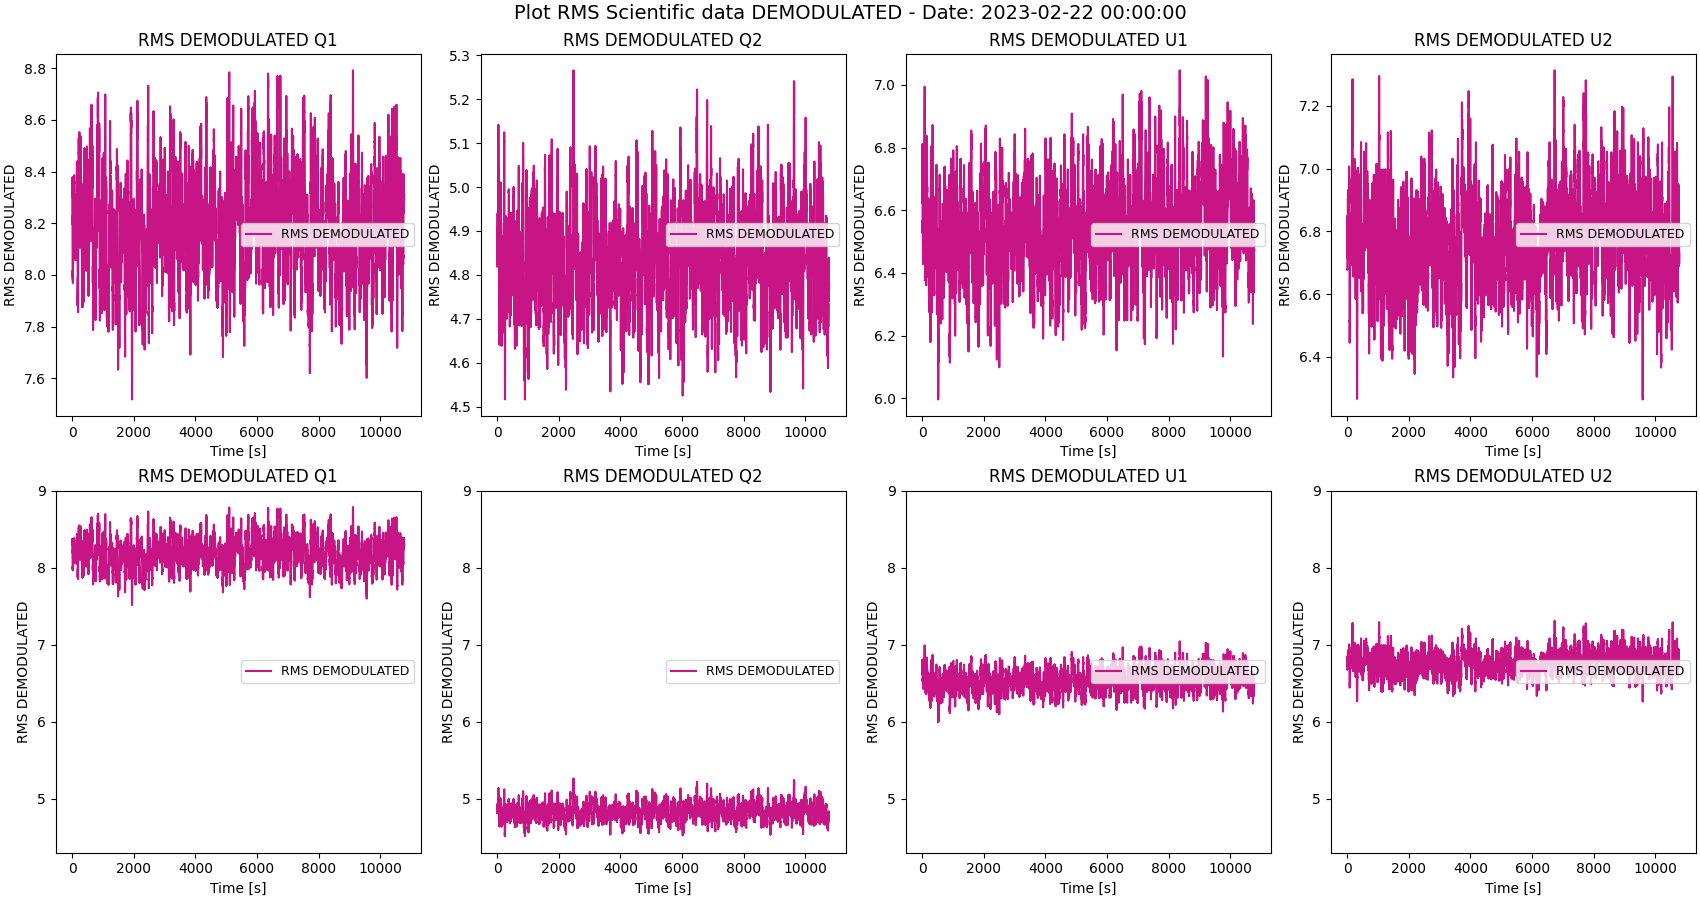 Plot RMS Scientific data DEMODULATED - Date: 2023-02-22 00:00:00
RMS DEMODULATED Q1
RMS DEMODULATED
8.8
8.6
8.4
8.2
8.0
7.8
7.6
RMS DEMODULATED
0 2000 4000 6000 8000 10000
Time [s]
RMS DEMODULATED Q2
RMS DEMODULATED
5.3
5.2
5.1
5.0
4.9
4.8
4.7
4.6
4.5
RMS DEMODULATED
0 2000 4000 6000 8000 10000
Time [s]
RMS DEMODULATED U1
RMS DEMODULATED
7.0
6.8
6.6
6.4
6.2
6.0
RMS DEMODULATED
0 2000 4000 6000 8000 10000
Time [s]
RMS DEMODULATED U2
RMS DEMODULATED
7.2
7.0
6.8
6.6
6.4
RMS DEMODULATED
0 2000 4000 6000 8000 10000
Time [s]
RMS DEMODULATED Q1
RMS DEMODULATED
9
8
7
6
5
RMS DEMODULATED
0 2000 4000 6000 8000 10000
Time [s]
RMS DEMODULATED Q2
RMS DEMODULATED
9
8
7
6
5
RMS DEMODULATED
0 2000 4000 6000 8000 10000
Time [s]
RMS DEMODULATED U1
RMS DEMODULATED
9
8
7
6
5
RMS DEMODULATED
0 2000 4000 6000 8000 10000
Time [s]
RMS DEMODULATED U2
RMS DEMODULATED
9
8
7
6
5
RMS DEMODULATED
0 2000 4000 6000 8000 10000
Time [s]